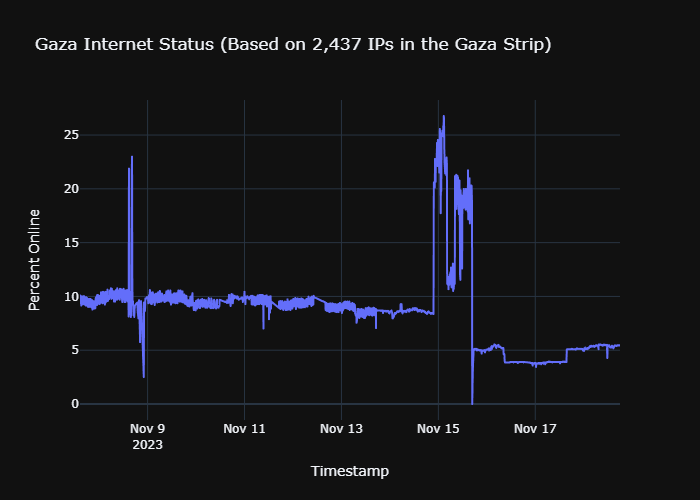 Gaza Internet Status (Based on 2,437 IPs in the Gaza Strip)
Percent Online
25
20
15
10
5
0
Nov 9 Nov 11 Nov 13 Nov 15 Nov 17
2023
Timestamp